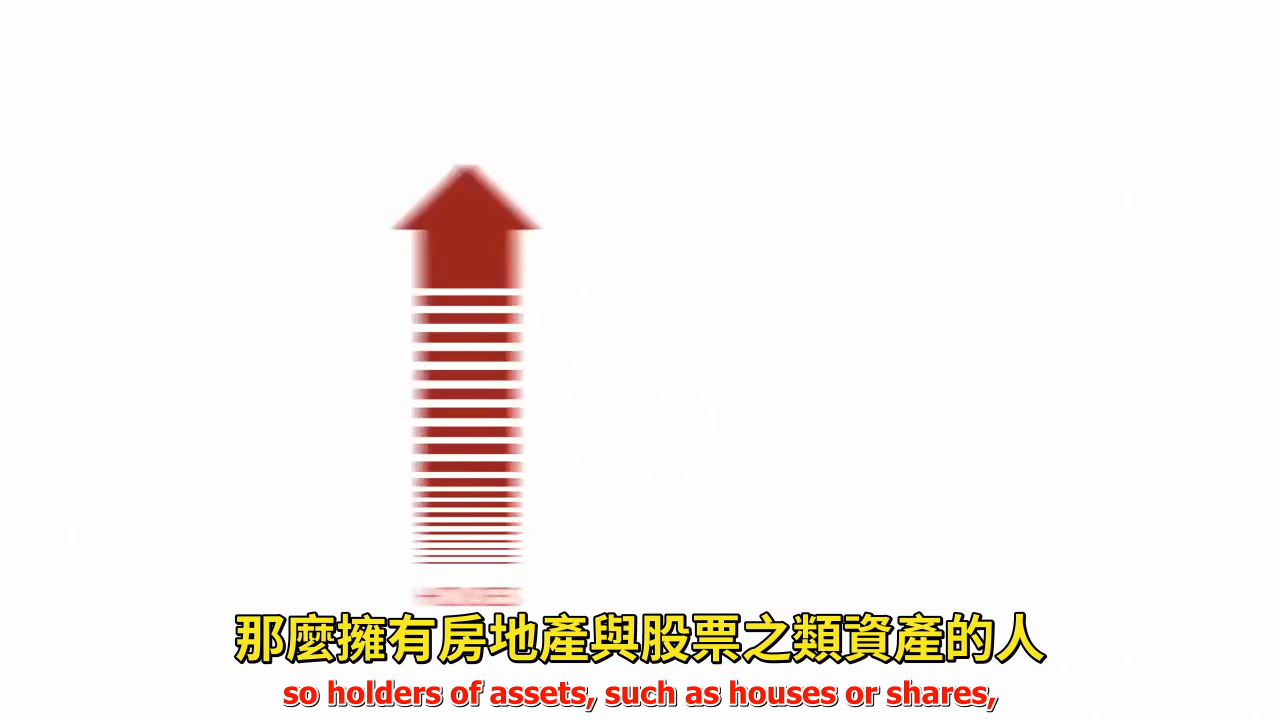 那麼擁有房地產與股票之類資產的人
so holders of assets, such as houses or shares,